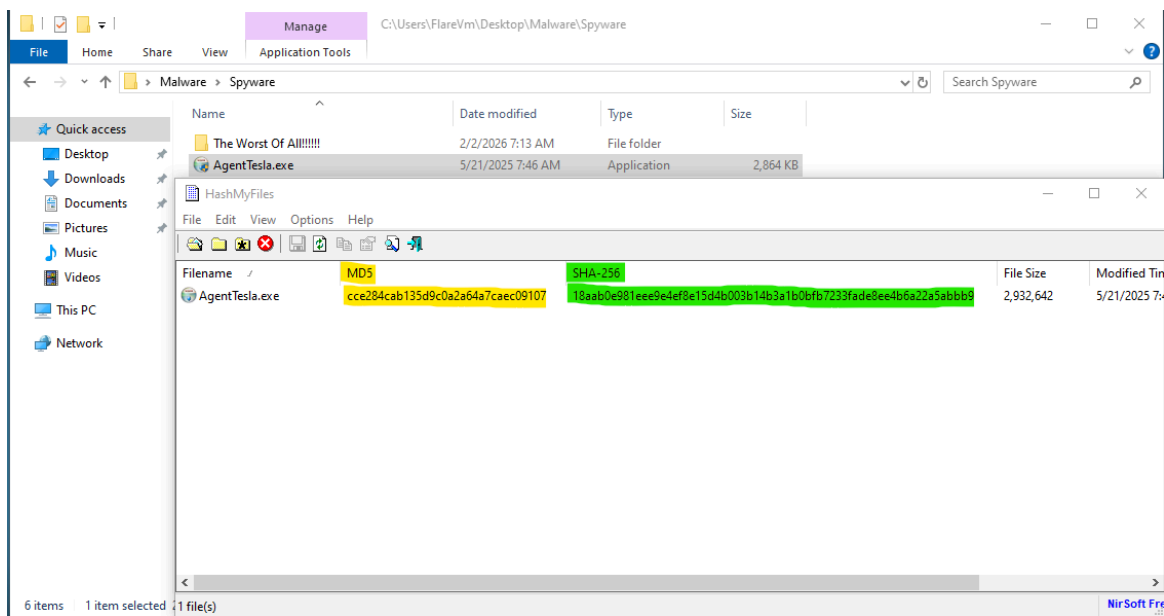 Manage
C:\Users\FlareVm\Desktop\Malware\Spyware
File Home Share View Application Tools
Malware > Spyware
Search Spyware
Name Date modified Type Size
Quick access
The Worst Of All!!!!!! 2/2/2026 7:13 AM File folder
Desktop
AgentTesla.exe 5/21/2025 7:46 AM Application 2,864 KB
Downloads
Documents
Pictures
Music
Videos
This PC
Network
HashMyFiles
File Edit View Options Help
Filename MD5 SHA-256 File Size Modified Tin
AgentTesla.exe cce284cab135d9c0a2a64a7caec09107 18aab0e981eee9e4ef8e15d4b003b14b3a1b0bfb7233fade8ee4b6a22a5abbb9 2,932,642 5/21/2025 7:4
6 items 1 item selected
1 file(s)
NirSoft Fre